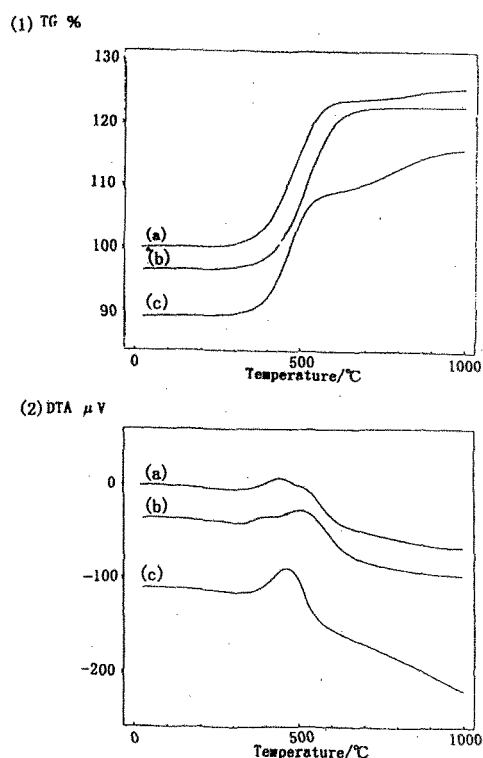 (1) TG %
130
120
110
100
90
(a)
(b)
(c)
0
500
1000
Temperature/℃
(2) DTA μV
0
-100
-200
(a)
(b)
(c)
0
500
1000
Temperature/℃